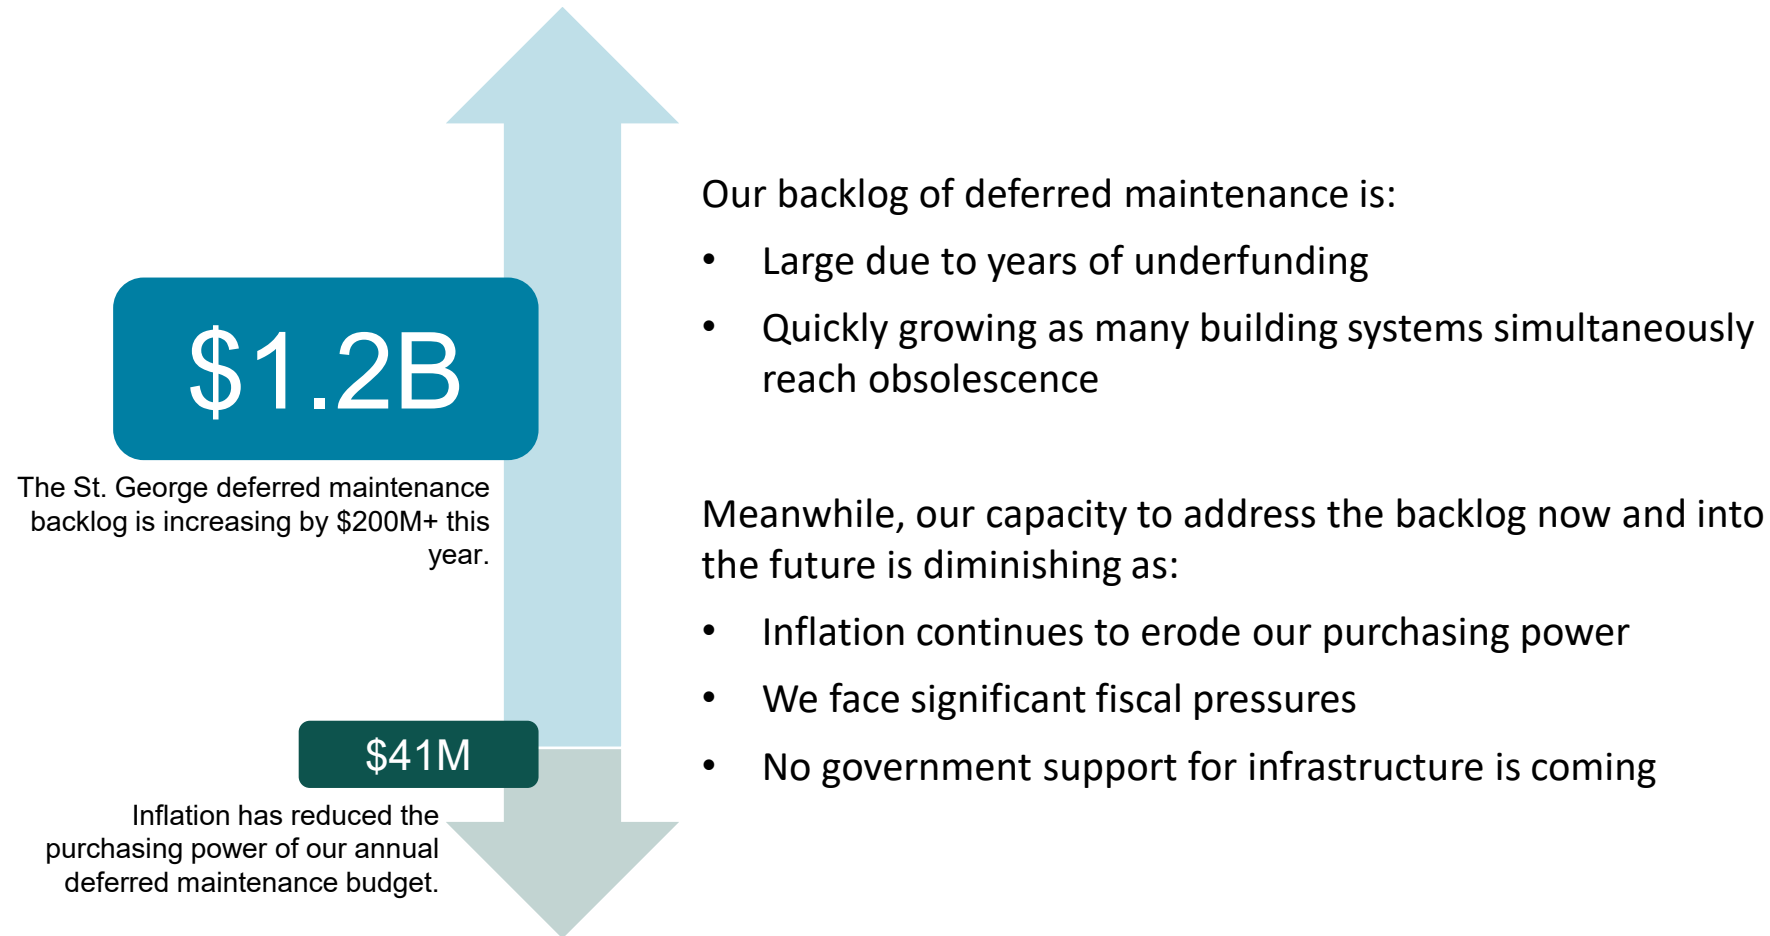 $1.2B
The St. George deferred maintenance
backlog is increasing by $200M+ this
year.
$41M
Inflation has reduced the
purchasing power of our annual
deferred maintenance budget.
Our backlog of deferred maintenance is:
• Large due to years of underfunding
• Quickly growing as many building systems simultaneously
reach obsolescence
Meanwhile, our capacity to address the backlog now and into
the future is diminishing as:
• Inflation continues to erode our purchasing power
• We face significant fiscal pressures
• No government support for infrastructure is coming